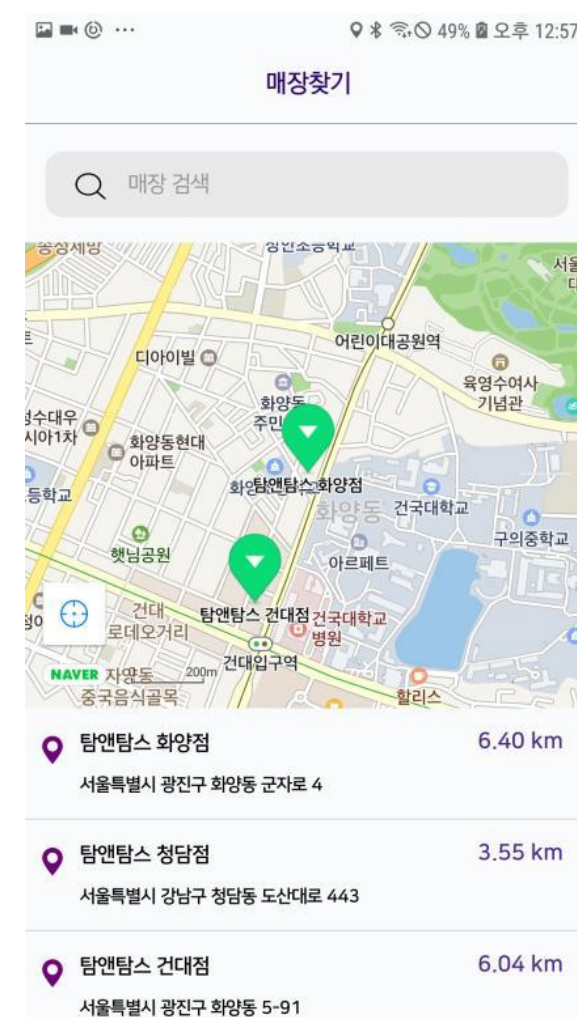 49% 오후 12:57
매장찾기
매장 검색
어린이대공원역
디아이빌
육영수여사
기념관
화양동
주민
화양동현대
아파트
탐앤탐스 화양점
화양동
건국대학교
구의중학교
햇님공원
아르페트
탐앤탐스 건대점
건대
로데오거리
건국대학교
병원
건대입구역
NAVER
자양동
중국음식골목
200m
할리스
탐앤탐스 화양점 6.40 km
서울특별시 광진구 화양동 군자로 4
탐앤탐스 청담점 3.55 km
서울특별시 강남구 청담동 도산대로 443
탐앤탐스 건대점 6.04 km
서울특별시 광진구 화양동 5-91